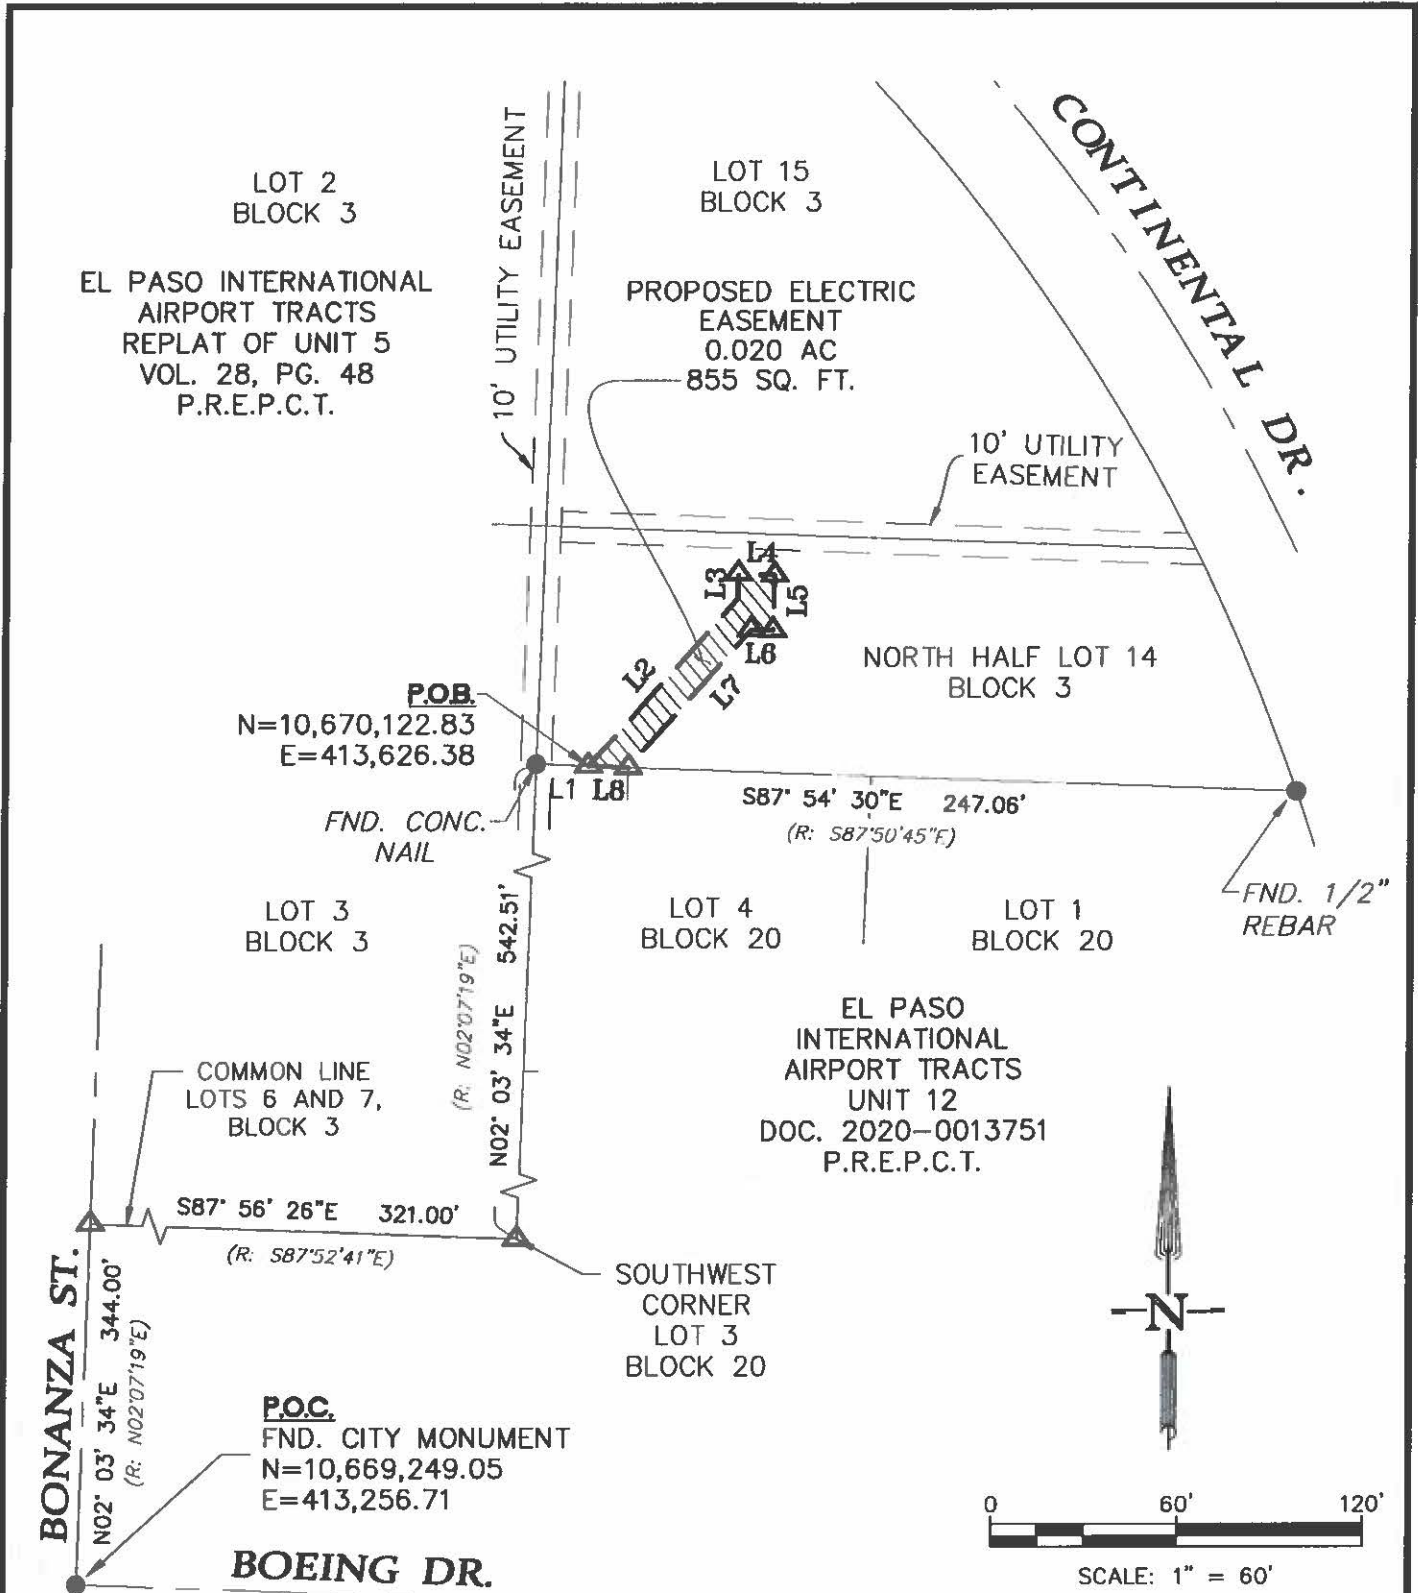 LOT 2
BLOCK 3
EL PASO INTERNATIONAL
AIRPORT TRACTS
REPLAT OF UNIT 5
VOL. 28, PG. 48
P.R.E.P.C.T.
10' UTILITY EASEMENT
LOT 15
BLOCK 3
PROPOSED ELECTRIC
EASEMENT
0.020 AC
855 SQ. FT.
CONTINENTAL DR.
10' UTILITY
EASEMENT
L4
L3
L5
L6
L2
L7
NORTH HALF LOT 14
BLOCK 3
P.O.B.
N=10,670,122.83
E=413,626.38
L1 L8
S87° 54' 30"E 247.06'
(R: S87°50'45"E)
FND. CONC.
NAIL
FND. 1/2"
REBAR
LOT 3
BLOCK 3
N02° 03' 34"E 542.51'
(R: N02°07'19"E)
LOT 4
BLOCK 20
LOT 1
BLOCK 20
EL PASO
INTERNATIONAL
AIRPORT TRACTS
UNIT 12
DOC. 2020-0013751
P.R.E.P.C.T.
COMMON LINE
LOTS 6 AND 7,
BLOCK 3
S87° 56' 26"E 321.00'
(R: S87°52'41"E)
SOUTHWEST
CORNER
LOT 3
BLOCK 20
BONANZA ST.
N02° 03' 34"E 344.00'
(R: N02°07'19"E)
P.O.C.
FND. CITY MONUMENT
N=10,669,249.05
E=413,256.71
BOEING DR.
N
0 60' 120'
SCALE: 1" = 60'